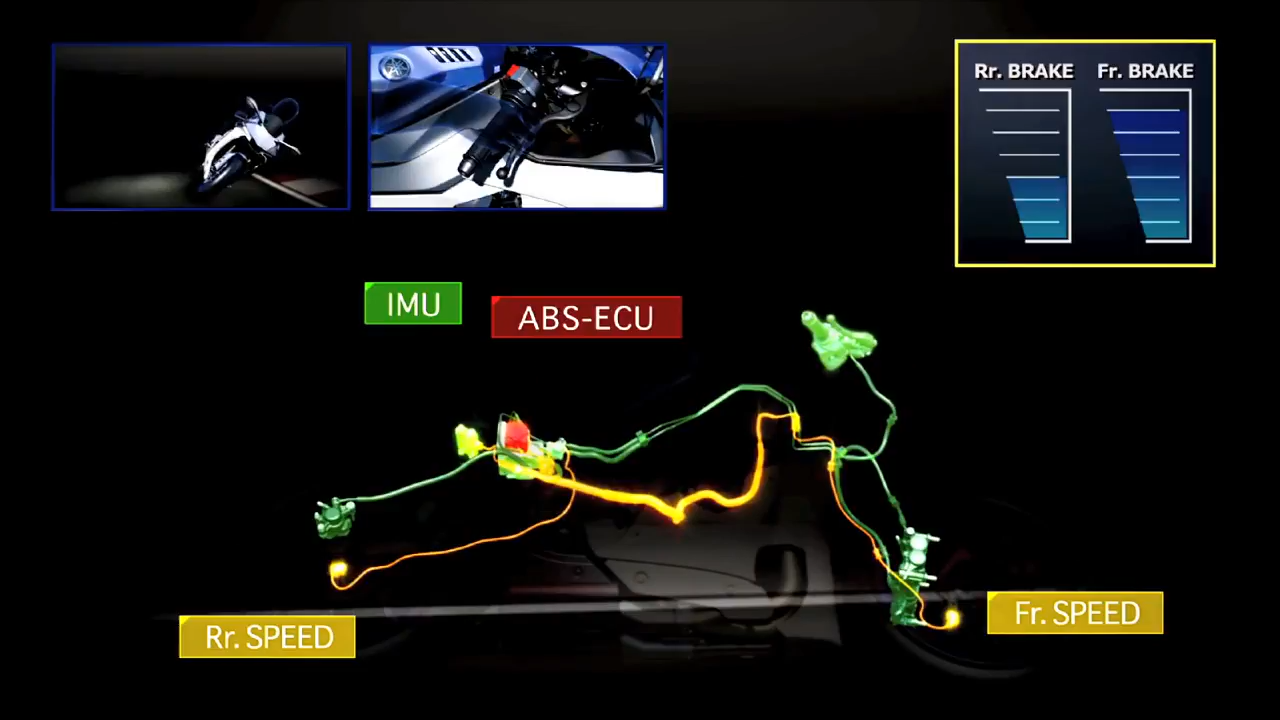 Rr. BRAKE
Fr. BRAKE
IMU
ABS-ECU
Rr. SPEED
Fr. SPEED